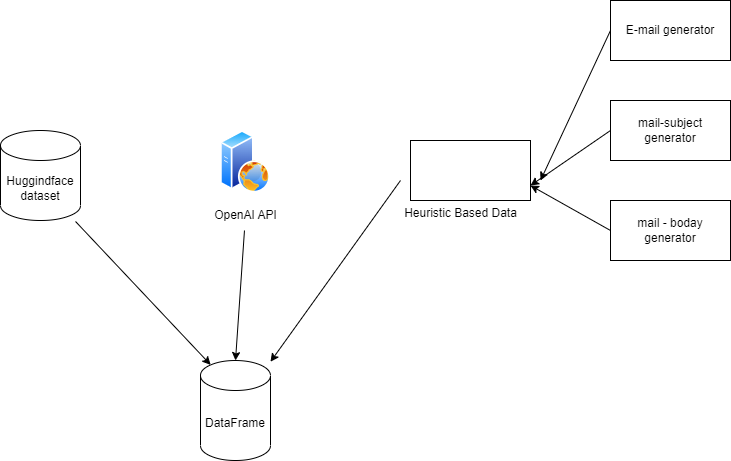 E-mail generator
mail-subject
generator
Huggindface
dataset
OpenAI API
Heuristic Based Data
mail - boday
generator
DataFrame